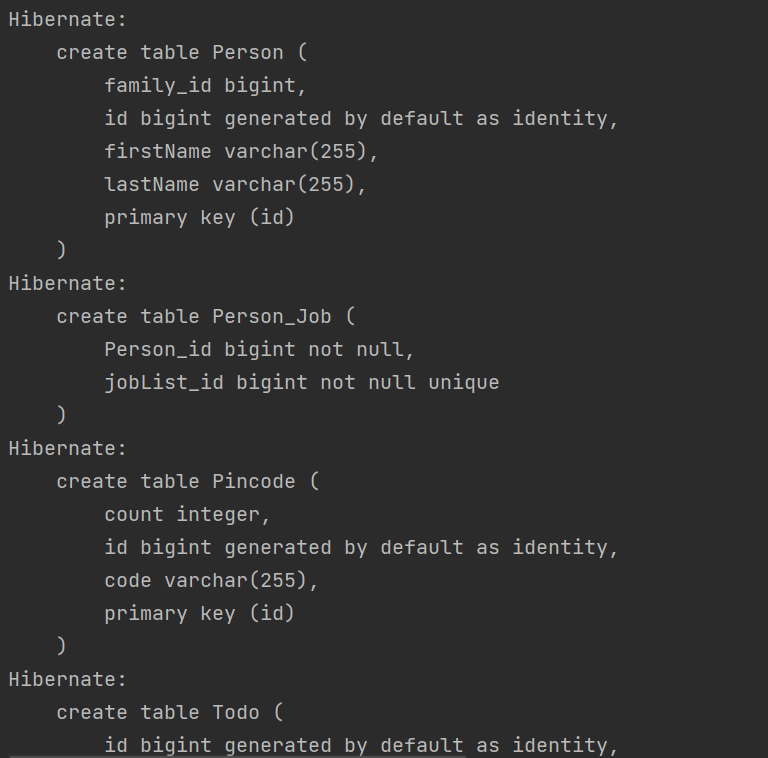 Hibernate:
    create table Person (
        family_id bigint,
        id bigint generated by default as identity,
        firstName varchar(255),
        lastName varchar(255),
        primary key (id)
    )
Hibernate:
    create table Person_Job (
        Person_id bigint not null,
        jobList_id bigint not null unique
    )
Hibernate:
    create table Pincode (
        count integer,
        id bigint generated by default as identity,
        code varchar(255),
        primary key (id)
    )
Hibernate:
    create table Todo (
        id bigint generated by default as identity,